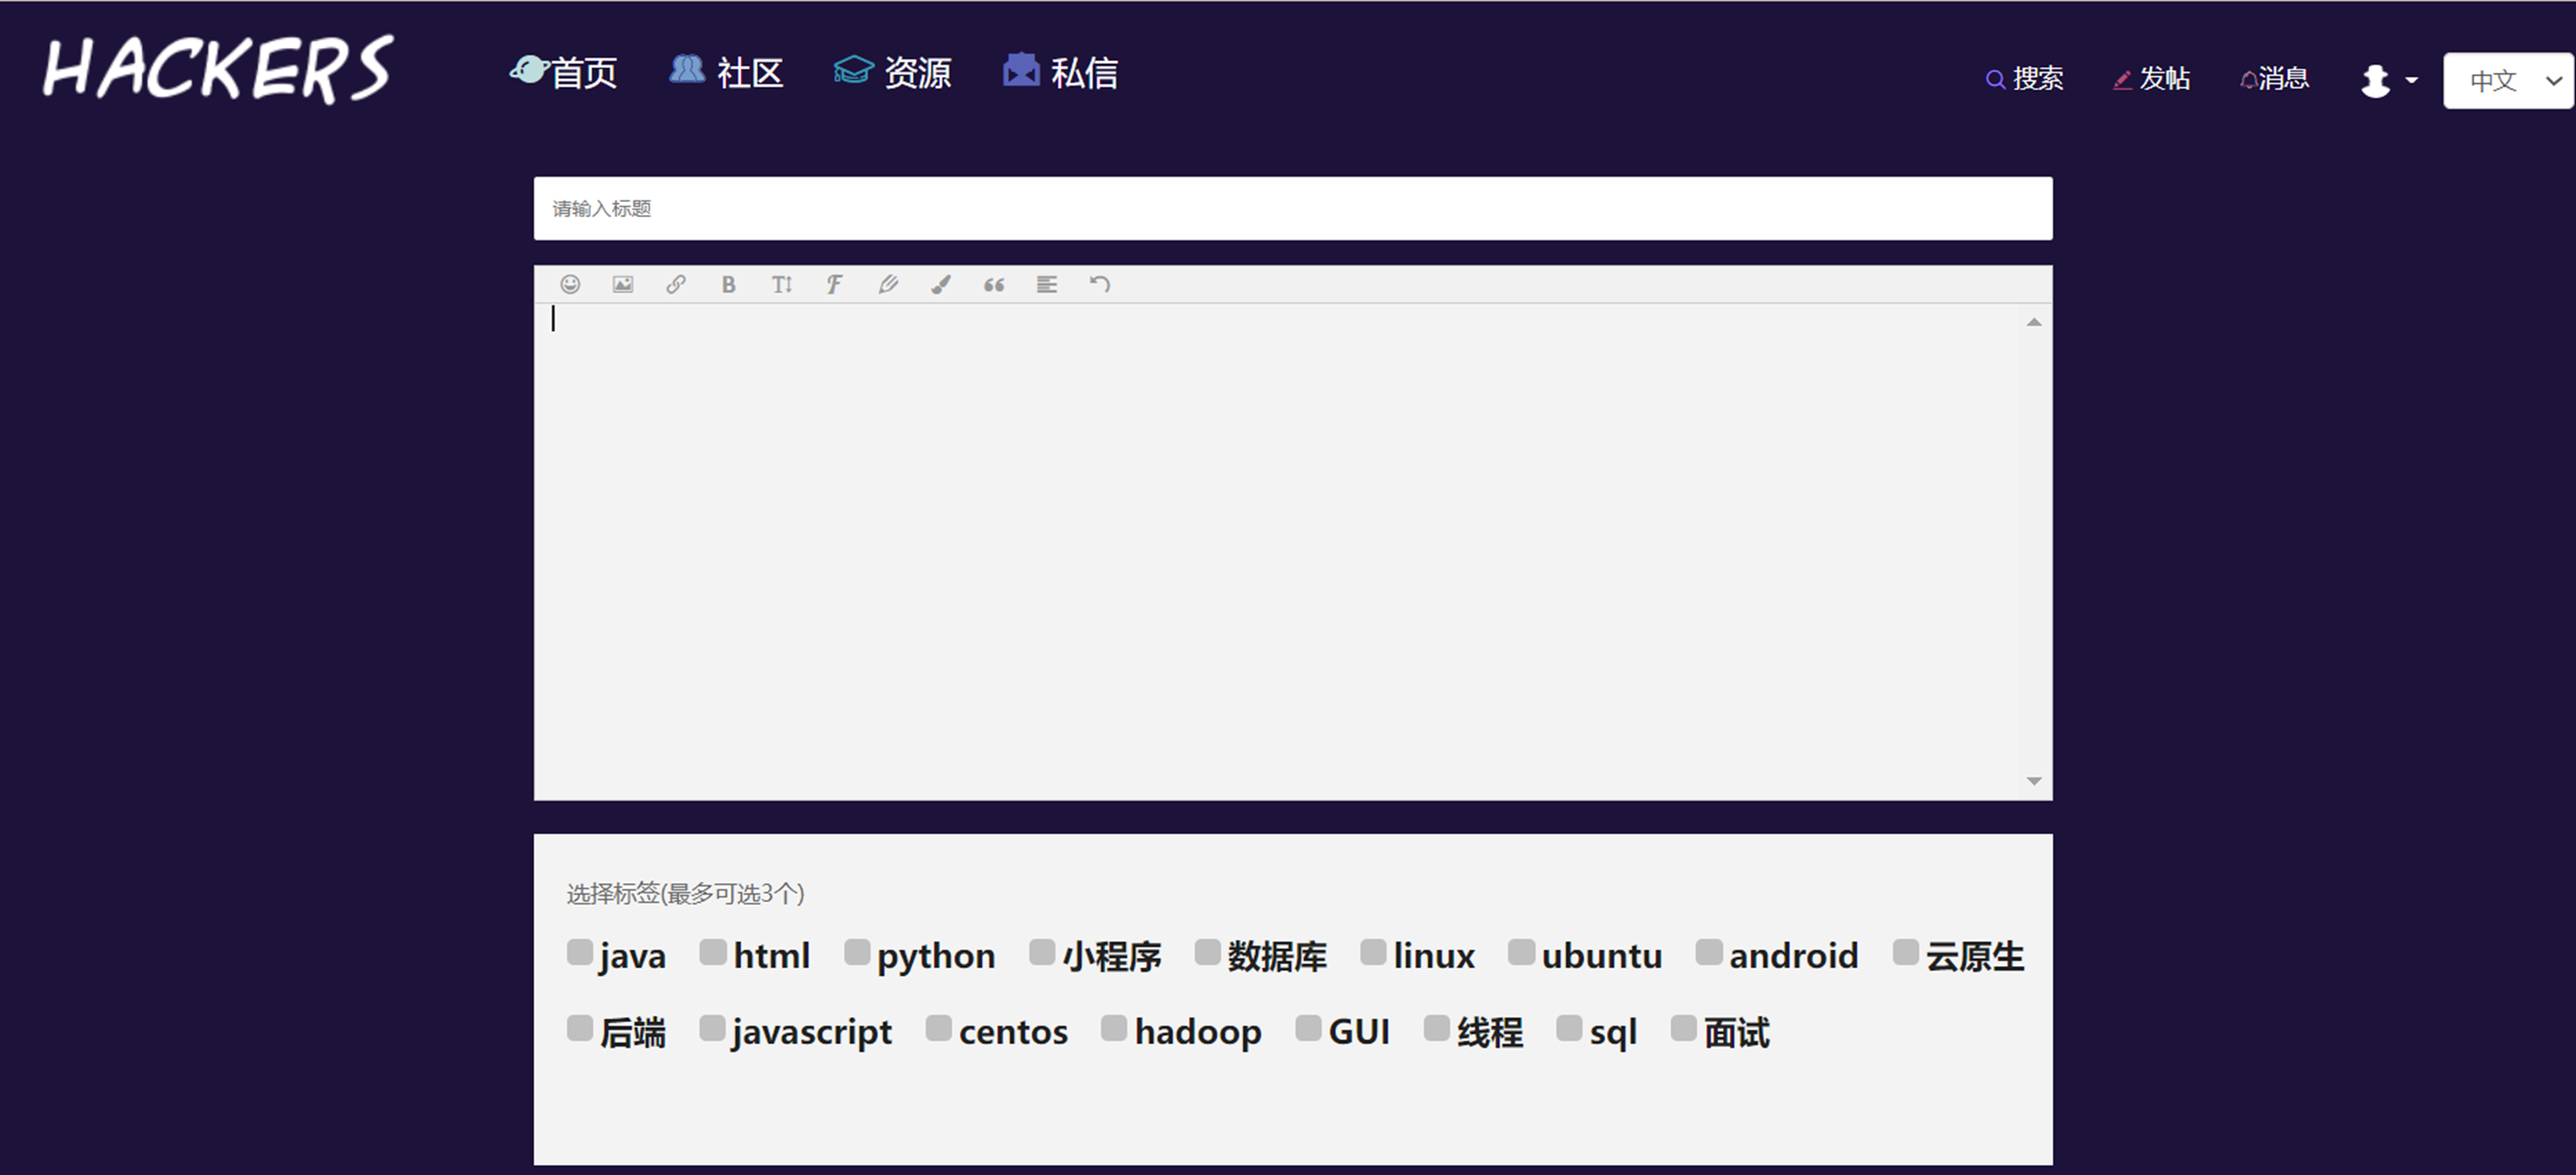 HACKERS 首页 社区 资源 私信 搜索 发帖 消息 中文
请输入标题
选择标签(最多可选3个)
java html python 小程序 数据库 linux ubuntu android 云原生
后端 javascript centos hadoop GUI 线程 sql 面试